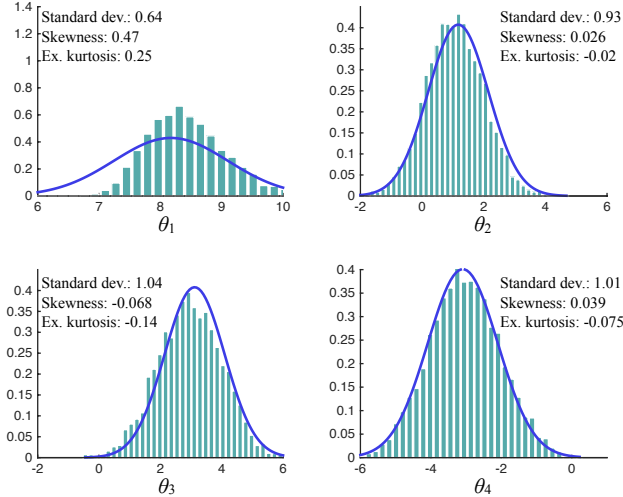 1.4
Standard dev.: 0.64
Skewness: 0.47
Ex. kurtosis: 0.25
1.2
1
0.8
0.6
0.4
0.2
0
6 7 8 9 10
θ1
Standard dev.: 0.93
Skewness: 0.026
Ex. kurtosis: -0.02
0.4
0.35
0.3
0.25
0.2
0.15
0.1
0.05
0
-2 0 2 4 6
θ2
Standard dev.: 1.04
Skewness: -0.068
Ex. kurtosis: -0.14
0.4
0.35
0.3
0.25
0.2
0.15
0.1
0.05
0
-2 0 2 4 6
θ3
0.4
Standard dev.: 1.01
Skewness: 0.039
Ex. kurtosis: -0.075
0.35
0.3
0.25
0.2
0.15
0.1
0.05
0
-6 -4 -2 0
θ4